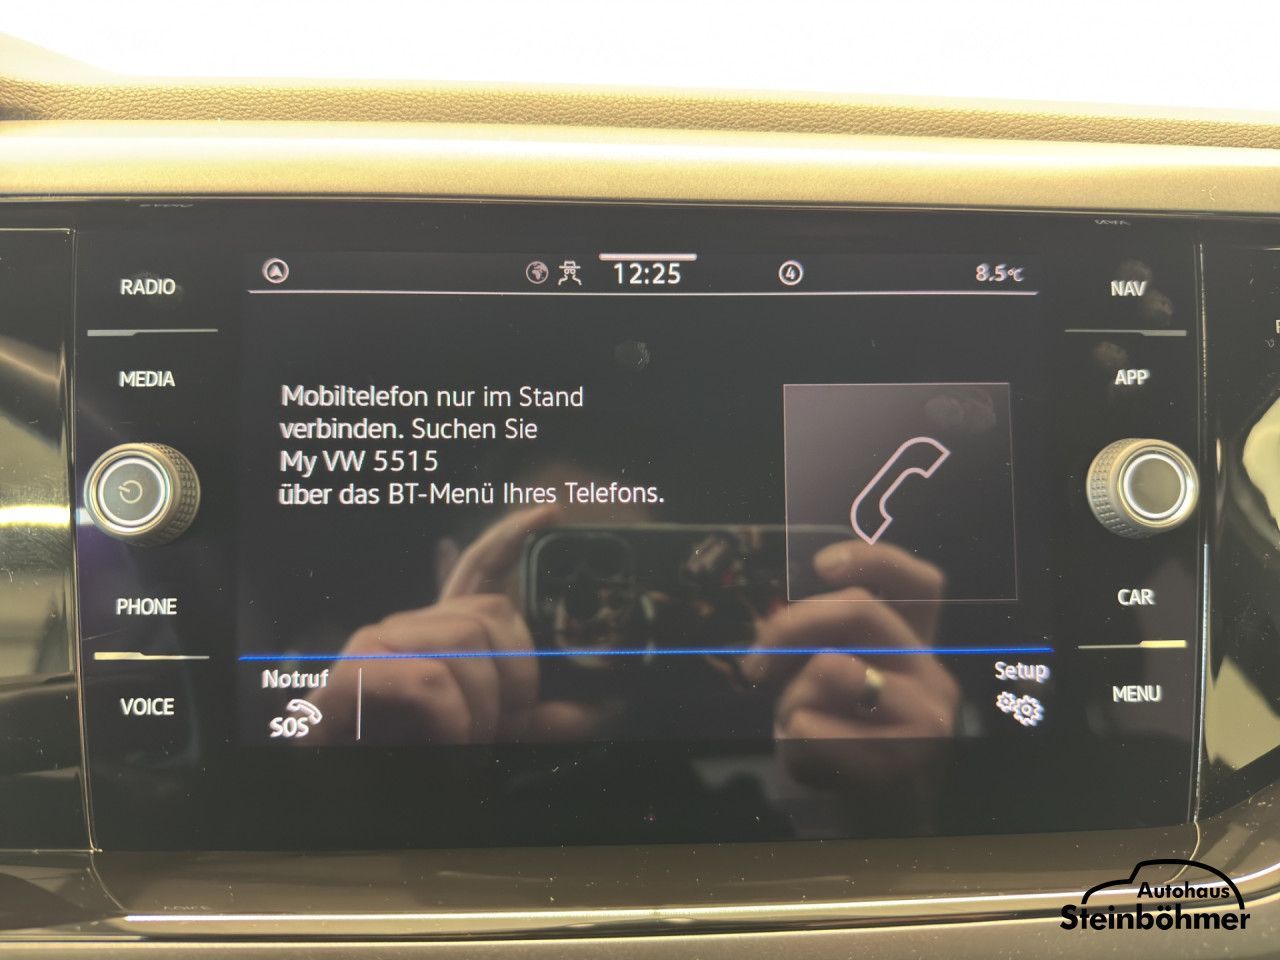 RADIO
MEDIA
PHONE
VOICE
12:25
4
8.5°C
Mobiltelefon nur im Stand
verbinden. Suchen Sie
My VW 5515
über das BT-Menü Ihres Telefons.
Notruf
SOS
Setup
NAV
APP
CAR
MENU
Autohaus
Steinböhmer